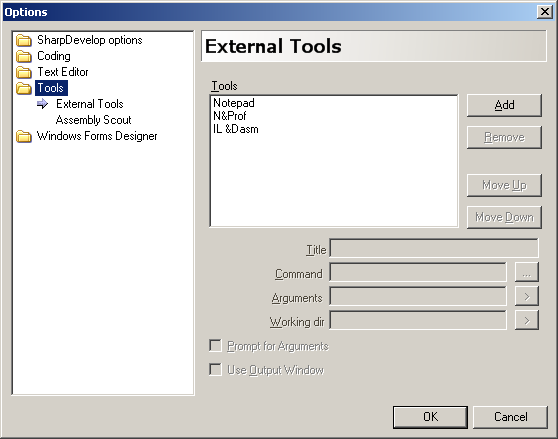 Options
SharpDevelop options
Coding
Text Editor
Tools
External Tools
Assembly Scout
Windows Forms Designer
External Tools
Tools
Notepad
N&Prof
IL &Dasm
Add
Remove
Move Up
Move Down
Title
Command
...
Arguments
>
Working dir
>
Prompt for Arguments
Use Output Window
OK
Cancel